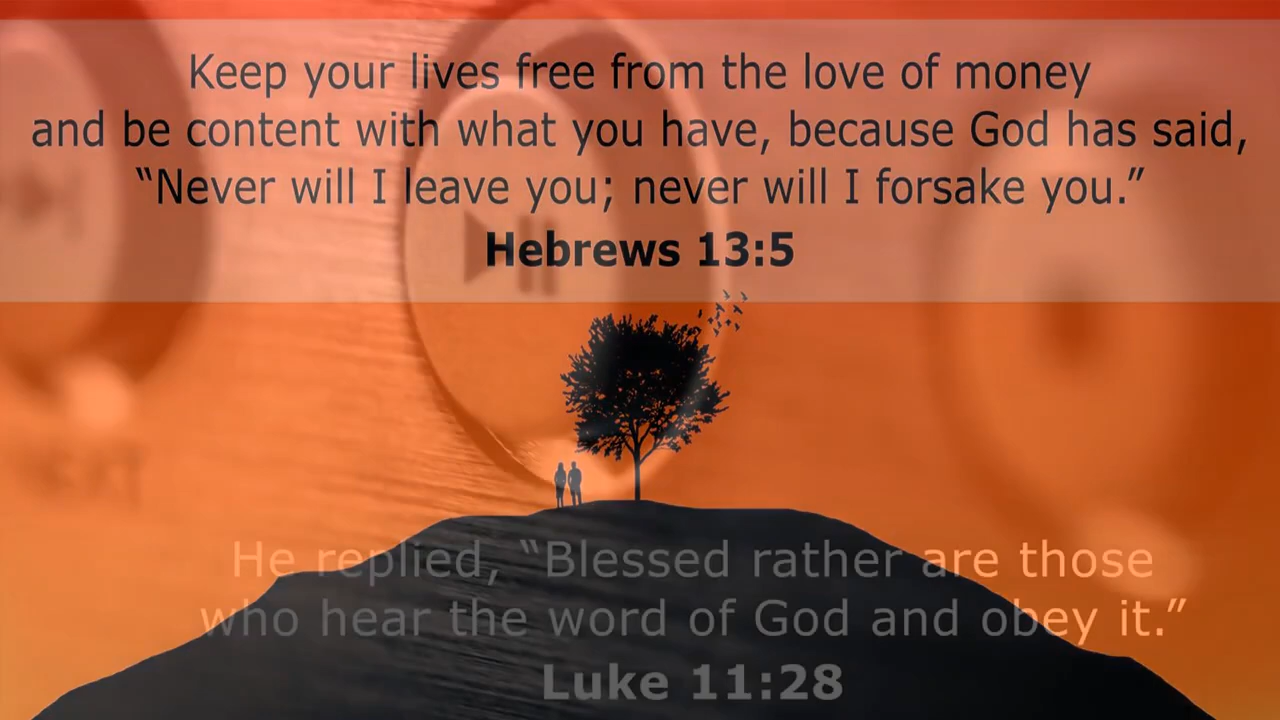 Keep your lives free from the love of money
and be content with what you have, because God has said,
“Never will I leave you; never will I forsake you.”
Hebrews 13:5
He replied, “Blessed rather are those
who hear the word of God and obey it.”
Luke 11:28